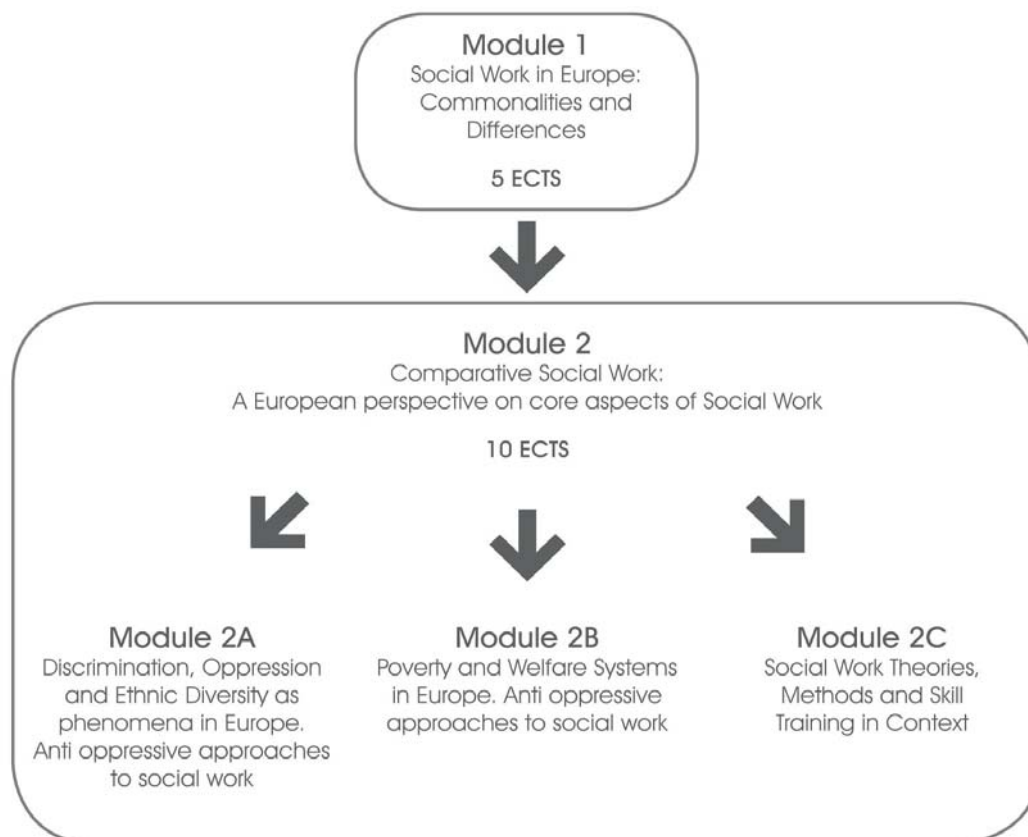 Module 1
Social Work in Europe:
Commonalities and
Differences
5 ECTS
Module 2
Comparative Social Work:
A European perspective on core aspects of Social Work
10 ECTS
Module 2A
Discrimination, Oppression
and Ethnic Diversity as
phenomena in Europe.
Anti oppressive approaches
to social work
Module 2B
Poverty and Welfare Systems
in Europe. Anti oppressive
approaches to social work
Module 2C
Social Work Theories,
Methods and Skill
Training in Context